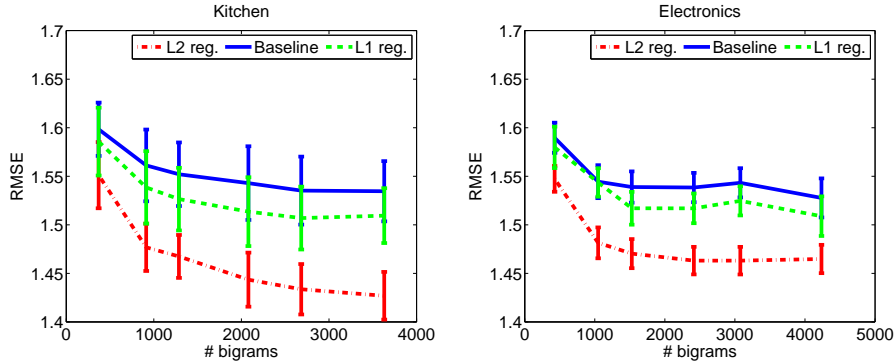 Kitchen
L2 reg. Baseline L1 reg.
1.7
1.65
1.6
1.55
1.5
1.45
1.4
RMSE
0 1000 2000 3000 4000
# bigrams
Electronics
L2 reg. Baseline L1 reg.
1.7
1.65
1.6
1.55
1.5
1.45
1.4
RMSE
0 1000 2000 3000 4000 5000
# bigrams